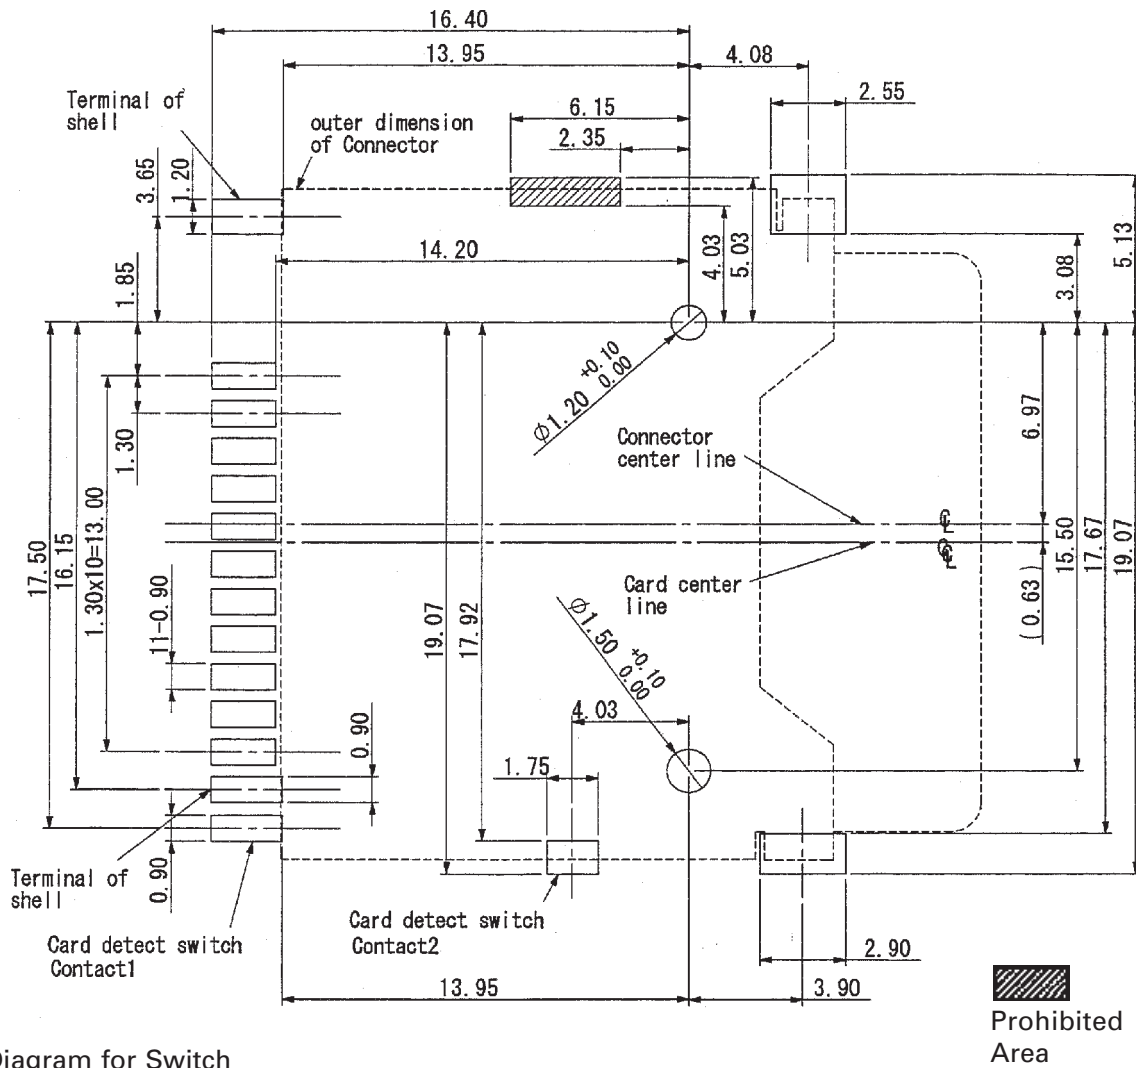 16.40
13.95
4.08
Terminal of
shell
6.15
2.55
outer dimension
of Connector
2.35
3.65
1.20
14.20
4.03
5.03
3.08
5.13
1.85
φ1.20 +0.10
0.00
1.30
Connector
center line
6.97
17.50
16.15
1.30x10=13.00
11-0.90
19.07
17.92
Card center
line
(0.63)
15.50
17.67
19.07
φ1.50 +0.10
0.00
4.03
0.90
1.75
0.90
Terminal of
shell
Card detect switch
Contact1
Card detect switch
Contact2
2.90
13.95
3.90
Prohibited
Area
Diagram for Switch